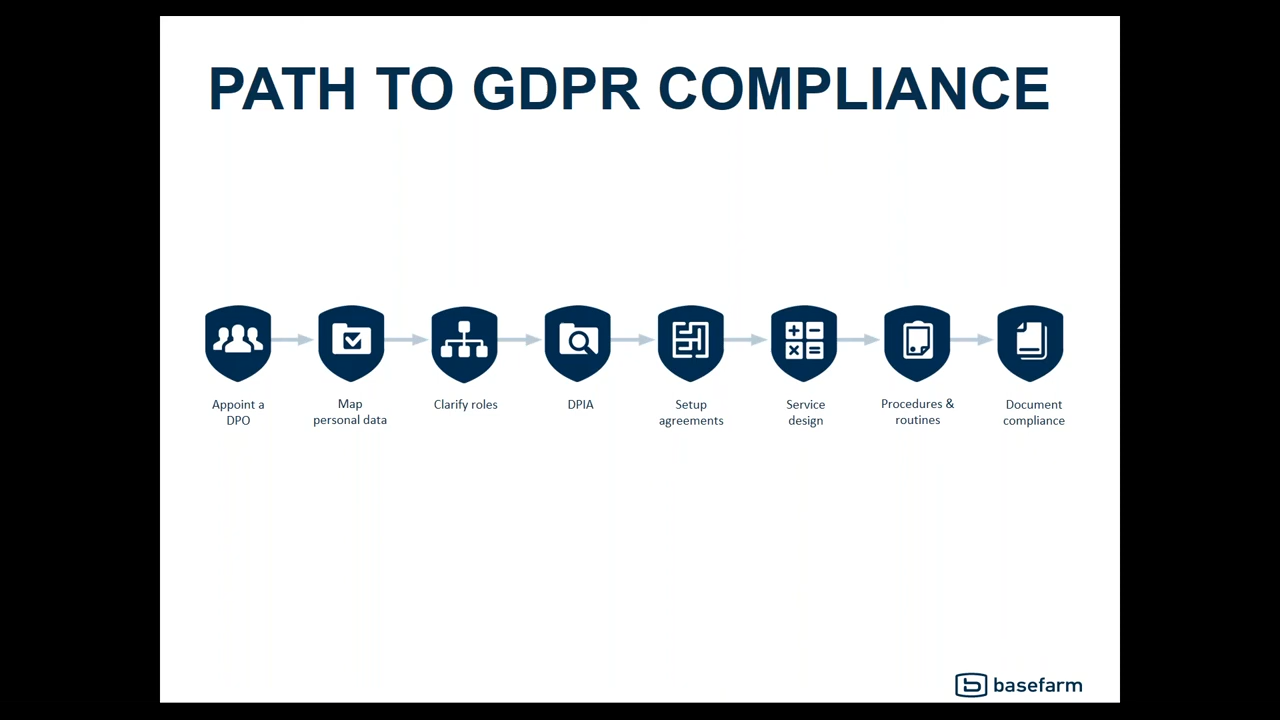 PATH TO GDPR COMPLIANCE
Appoint a
DPO
Map
personal data
Clarify roles
DPIA
Setup
agreements
Service
design
Procedures &
routines
Document
compliance
basefarm